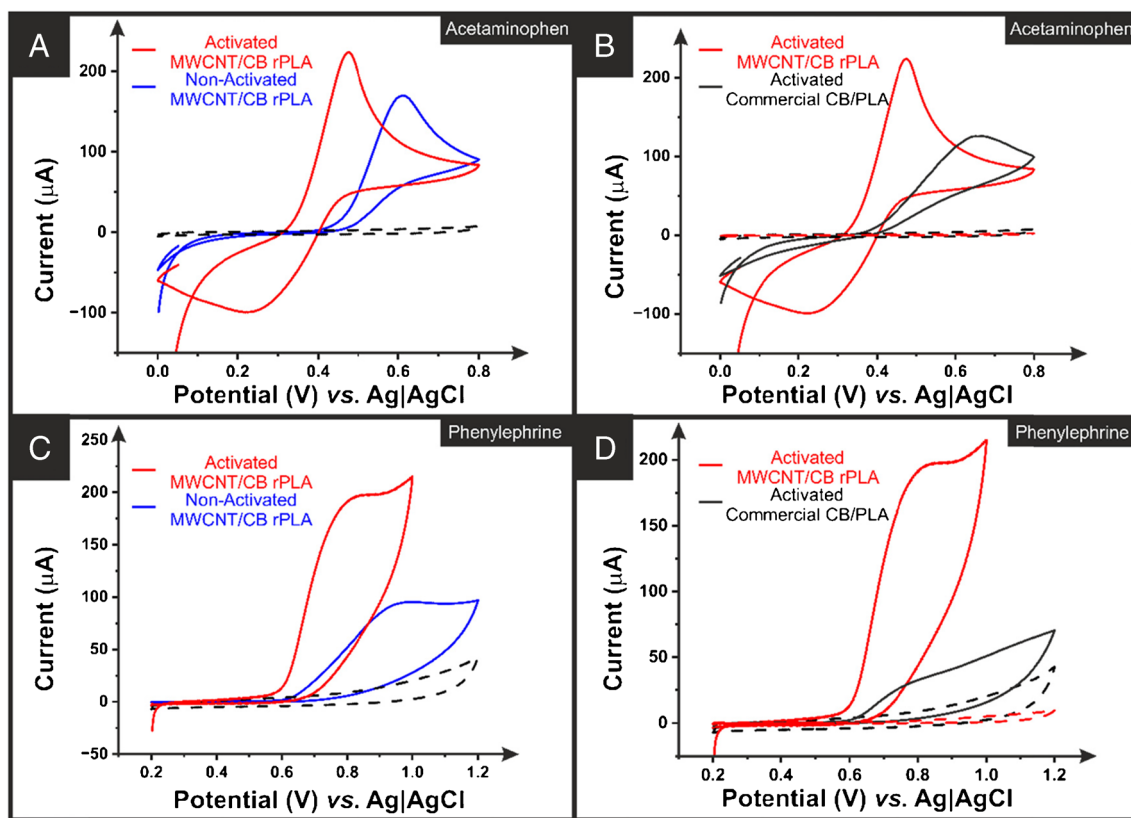 A
Acetaminophen
Activated
MWCNT/CB rPLA
Non-Activated
MWCNT/CB rPLA
200
100
0
−100
Current (μA)
0.0 0.2 0.4 0.6 0.8
Potential (V) vs. Ag|AgCl
B
Acetaminophen
Activated
MWCNT/CB rPLA
Activated
Commercial CB/PLA
200
100
0
−100
Current (μA)
0.0 0.2 0.4 0.6 0.8
Potential (V) vs. Ag|AgCl
C
Phenylephrine
Activated
MWCNT/CB rPLA
Non-Activated
MWCNT/CB rPLA
250
200
150
100
50
0
−50
Current (μA)
0.2 0.4 0.6 0.8 1.0 1.2
Potential (V) vs. Ag|AgCl
D
Phenylephrine
Activated
MWCNT/CB rPLA
Activated
Commercial CB/PLA
200
150
100
50
0
Current (μA)
0.2 0.4 0.6 0.8 1.0 1.2
Potential (V) vs. Ag|AgCl